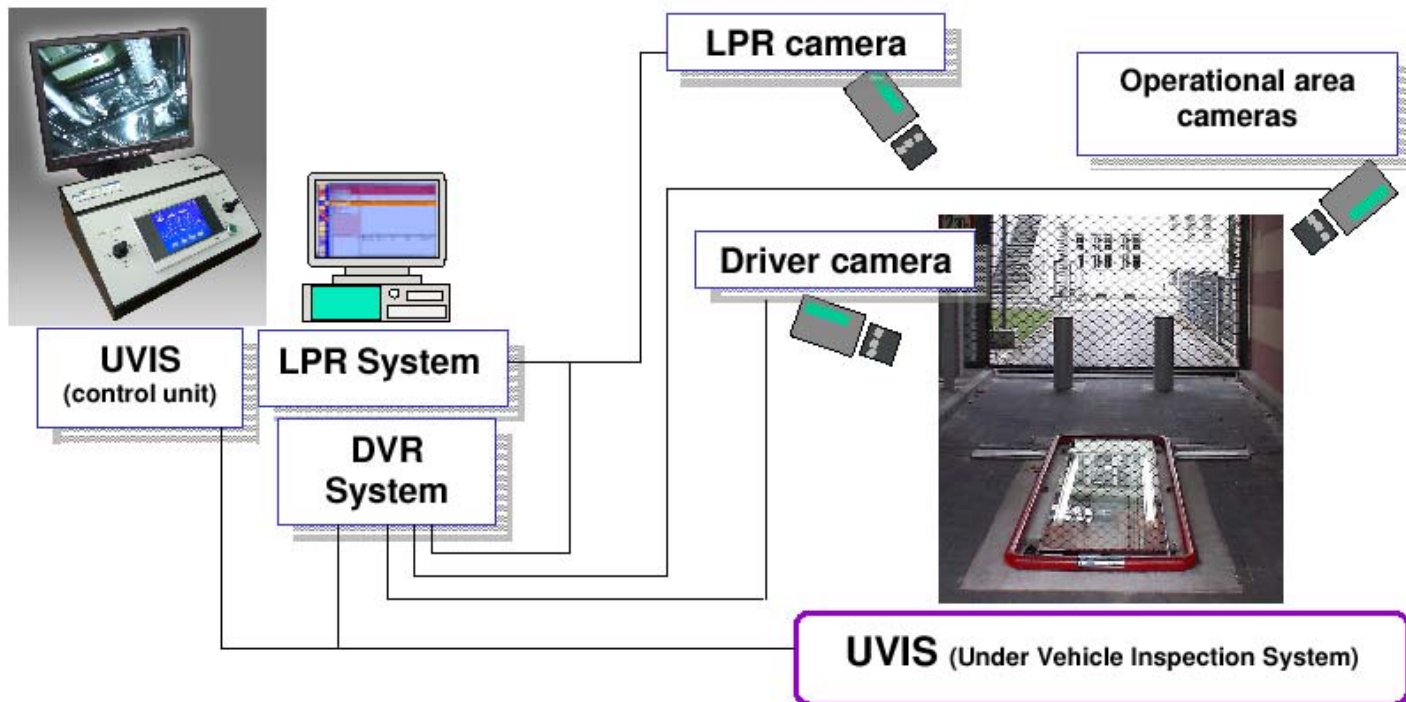 LPR camera
Operational area
cameras
Driver camera
UVIS
(control unit)
LPR System
DVR
System
UVIS (Under Vehicle Inspection System)